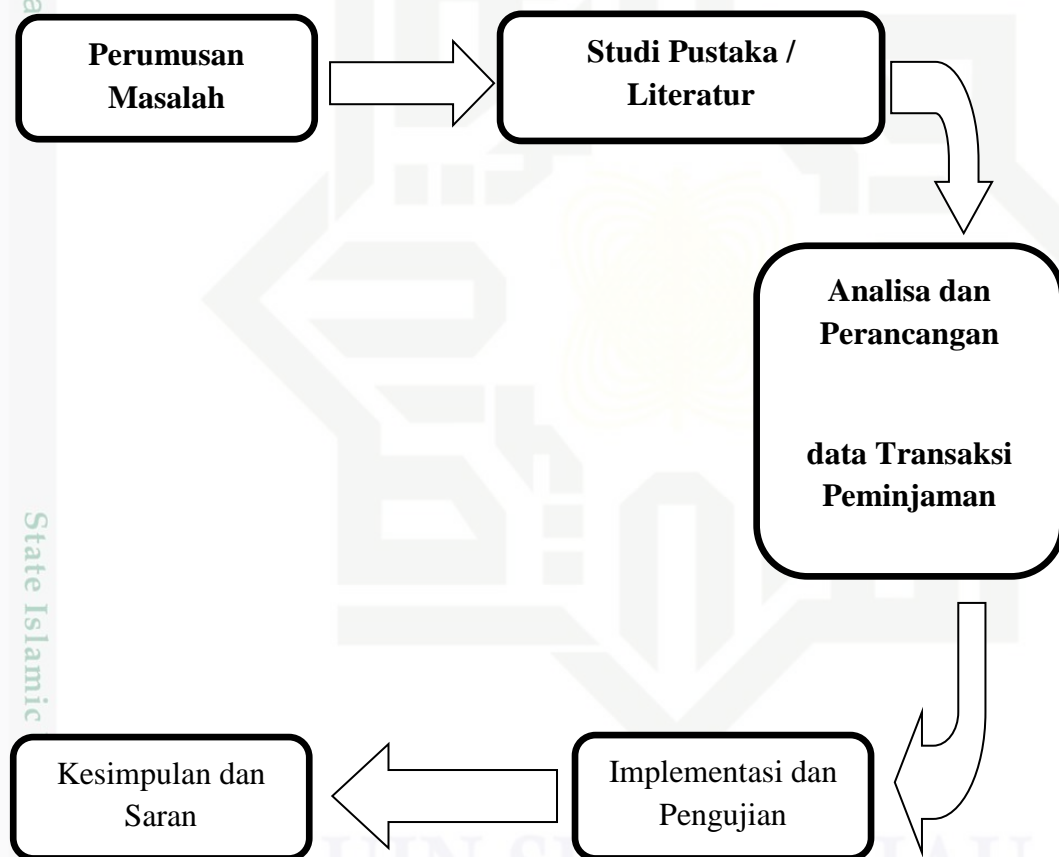 Perumusan
Masalah
Studi Pustaka /
Literatur
Analisa dan
Perancangan
data Transaksi
Peminjaman
Implementasi dan
Pengujian
Kesimpulan dan
Saran
State Islamic
UIN